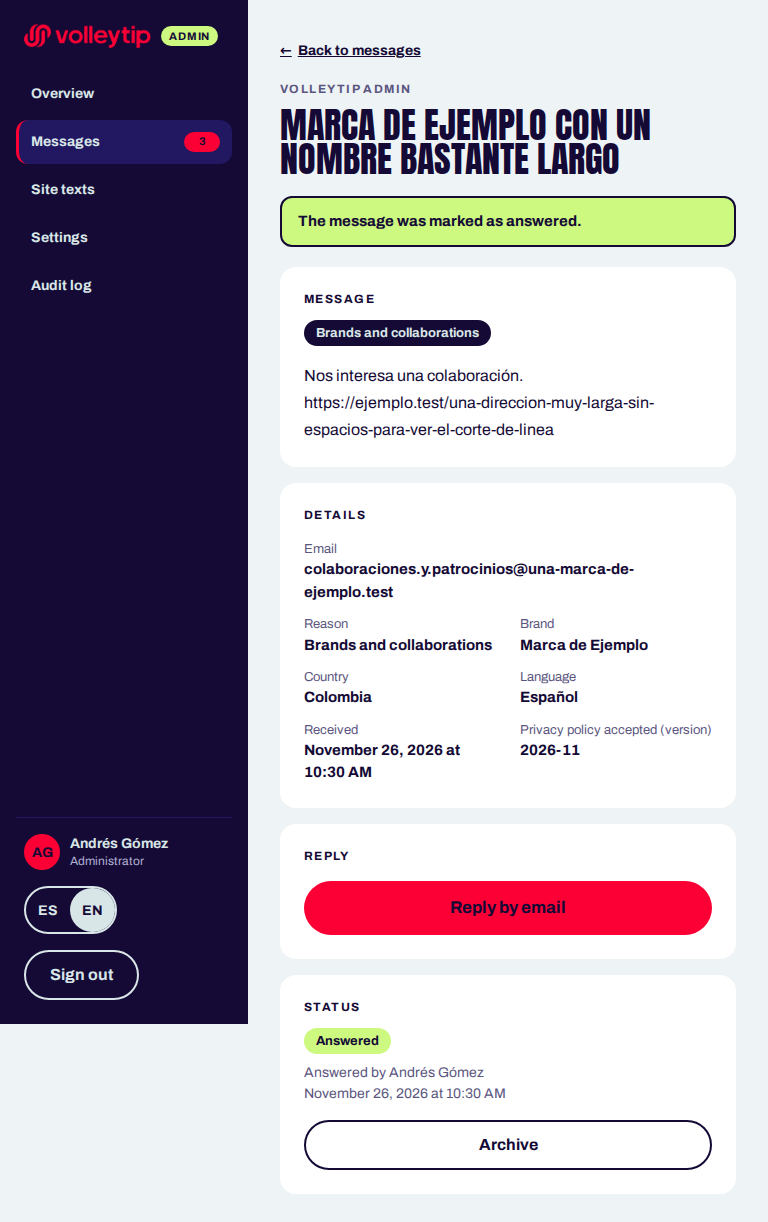 volleytip ADMIN
Overview
Messages 3
Site texts
Settings
Audit log
AG Andrés Gómez
Administrator
ES EN
Sign out
← Back to messages
VOLLEYTIP ADMIN
MARCA DE EJEMPLO CON UN
NOMBRE BASTANTE LARGO
The message was marked as answered.
MESSAGE
Brands and collaborations
Nos interesa una colaboración.
https://ejemplo.test/una-direccion-muy-larga-sin-
espacios-para-ver-el-corte-de-linea
DETAILS
Email
colaboraciones.y.patrocinios@una-marca-de-
ejemplo.test
Reason Brand
Brands and collaborations Marca de Ejemplo
Country Language
Colombia Español
Received Privacy policy accepted (version)
November 26, 2026 at 2026-11
10:30 AM
REPLY
Reply by email
STATUS
Answered
Answered by Andrés Gómez
November 26, 2026 at 10:30 AM
Archive